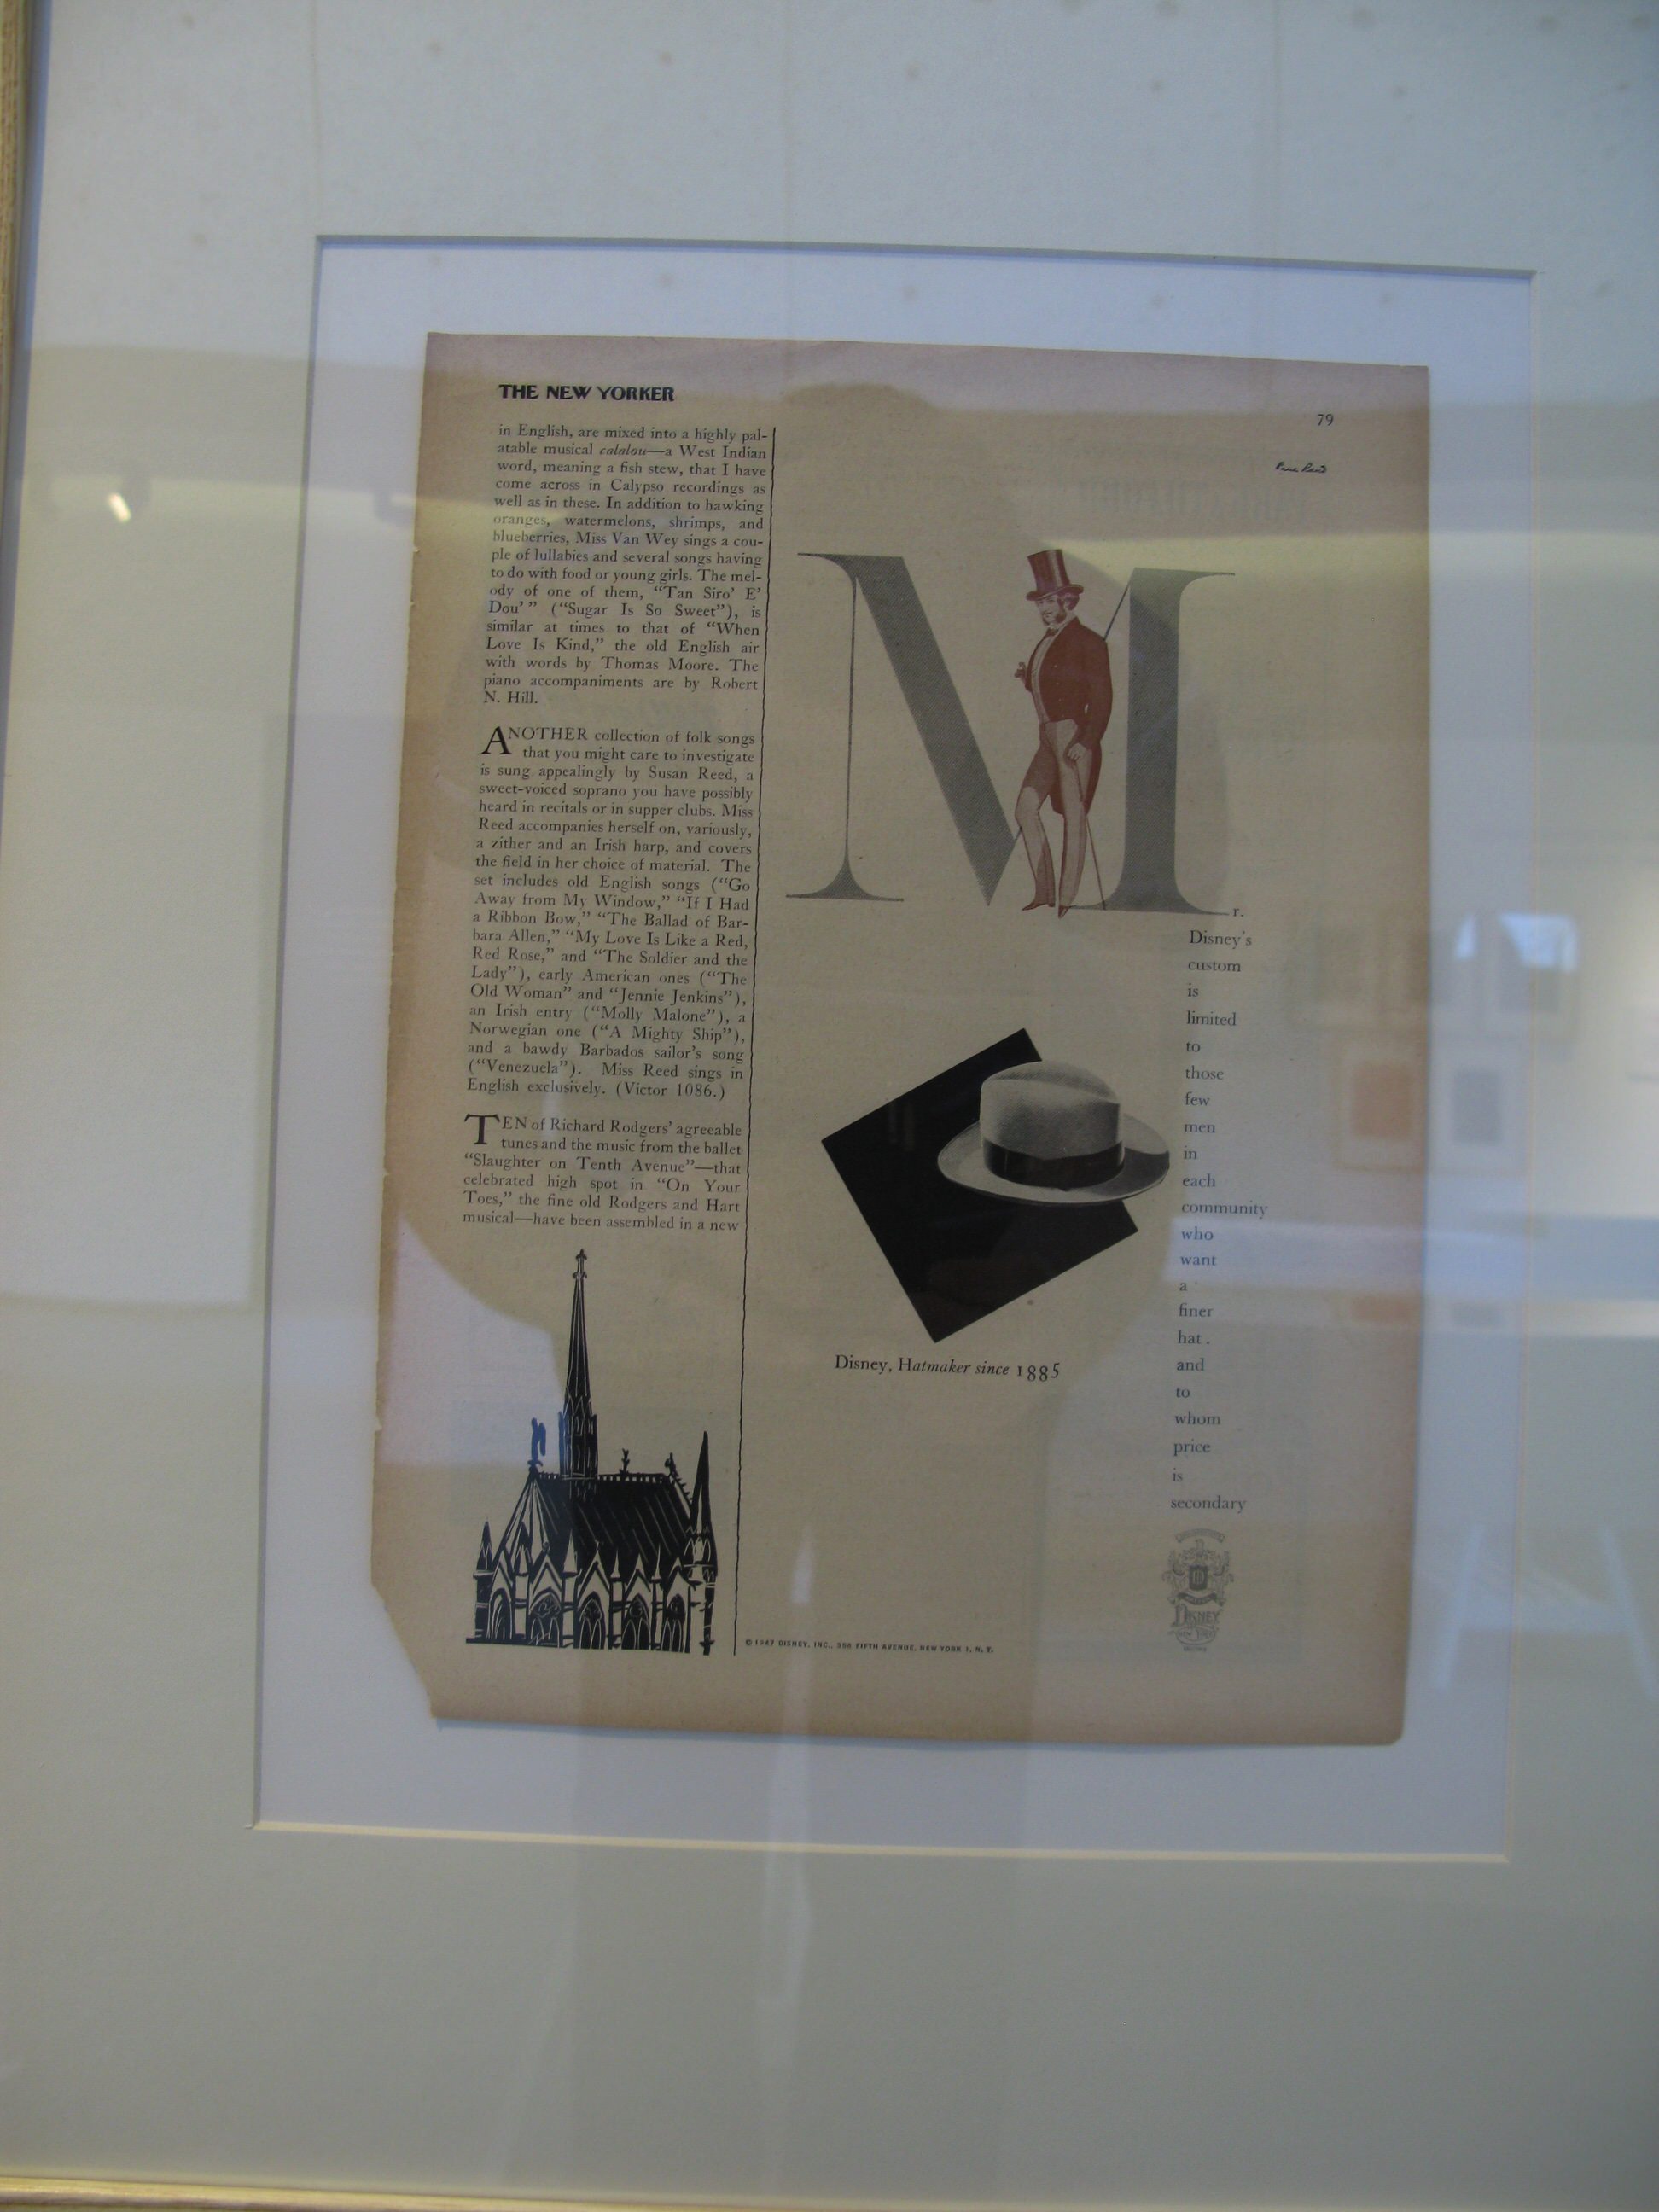 THE NEW YORKER
79
Paul Rand
in English, are mixed into a highly pal-
atable musical calalou—a West Indian
word, meaning a fish stew, that I have
come across in Calypso recordings as
well as in these. In addition to hawking
oranges, watermelons, shrimps, and
blueberries, Miss Van Wey sings a cou-
ple of lullabies and several songs having
to do with food or young girls. The mel-
ody of one of them, “Tan Siro’ E’
Dou’” (“Sugar Is So Sweet”), is
similar at times to that of “When
Love Is Kind,” the old English air
with words by Thomas Moore. The
piano accompaniments are by Robert
N. Hill.
ANOTHER collection of folk songs
that you might care to investigate
is sung appealingly by Susan Reed, a
sweet-voiced soprano you have possibly
heard in recitals or in supper clubs. Miss
Reed accompanies herself on, variously,
a zither and an Irish harp, and covers
the field in her choice of material. The
set includes old English songs (“Go
Away from My Window,” “If I Had
a Ribbon Bow,” “The Ballad of Bar-
bara Allen,” “My Love Is Like a Red,
Red Rose,” and “The Soldier and the
Lady”), early American ones (“The
Old Woman” and “Jennie Jenkins”),
an Irish entry (“Molly Malone”), a
Norwegian one (“A Mighty Ship”),
and a bawdy Barbados sailor’s song
(“Venezuela”). Miss Reed sings in
English exclusively. (Victor 1086.)
TEN of Richard Rodgers’ agreeable
tunes and the music from the ballet
“Slaughter on Tenth Avenue”—that
celebrated high spot in “On Your
Toes,” the fine old Rodgers and Hart
musical—have been assembled in a new
Mr.
Disney's
custom
is
limited
to
those
few
men
in
each
community
who
want
a
finer
hat.
and
to
whom
price
is
secondary
Disney, Hatmaker since 1885
DISNEY
© 1947 DISNEY, INC., FIFTH AVENUE, NEW YORK 1, N. Y.